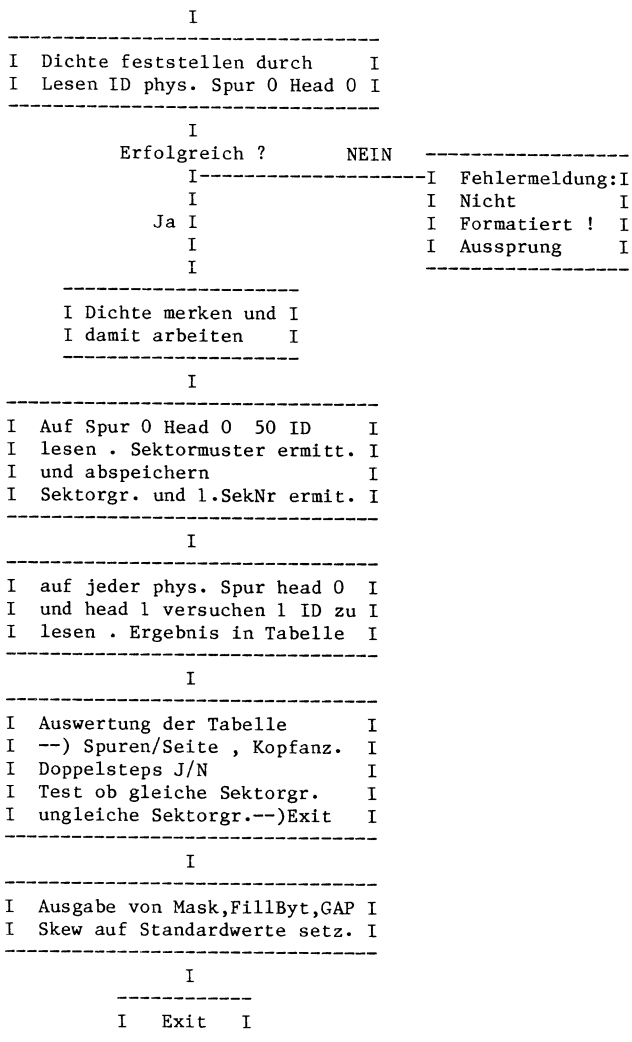 I
--------------------------------
I  Dichte feststellen durch     I
I  Lesen ID phys. Spur 0 Head 0 I
--------------------------------
I
Erfolgreich ?       NEIN   ------------------
I---------------------I  Fehlermeldung:I
I                     I  Nicht         I
Ja I                     I  Formatiert !  I
I                     I  Aussprung     I
I                     ------------------
--------------------
I Dichte merken und I
I damit arbeiten    I
--------------------
I
--------------------------------
I  Auf Spur 0 Head 0  50 ID     I
I  lesen . Sektormuster ermitt. I
I  und abspeichern              I
I  Sektorgr. und 1.SekNr ermit. I
--------------------------------
I
--------------------------------
I  auf jeder phys. Spur head 0  I
I  und head 1 versuchen 1 ID zu I
I  lesen . Ergebnis in Tabelle  I
--------------------------------
I
--------------------------------
I  Auswertung der Tabelle       I
I  --) Spuren/Seite , Kopfanz.  I
I  Doppelsteps J/N              I
I  Test ob gleiche Sektorgr.    I
I  ungleiche Sektorgr.--)Exit   I
--------------------------------
I
--------------------------------
I  Ausgabe von Mask,FillByt,GAP I
I  Skew auf Standardwerte setz. I
--------------------------------
I
------------
I   Exit   I